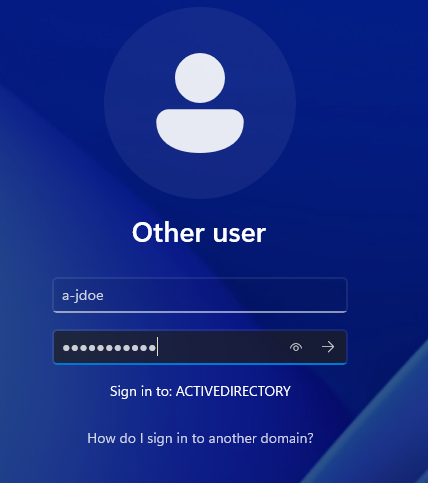 Other user
a-jdoe
●●●●●●●●●●●
Sign in to: ACTIVEDIRECTORY
How do I sign in to another domain?